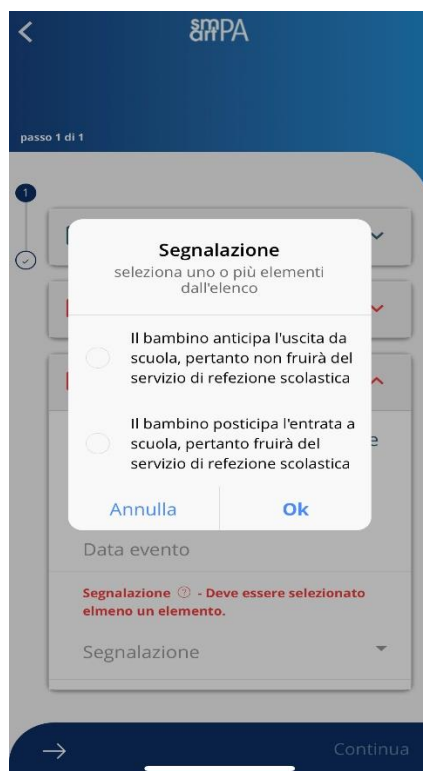 smartPA
passo 1 di 1
1
Segnalazione
seleziona uno o più elementi
dall'elenco
Il bambino anticipa l'uscita da
scuola, pertanto non fruirà del
servizio di refezione scolastica
Il bambino posticipa l'entrata a
scuola, pertanto fruirà del
servizio di refezione scolastica
e
Annulla Ok
Data evento
Segnalazione ? - Deve essere selezionato
elmeno un elemento.
Segnalazione
Continua